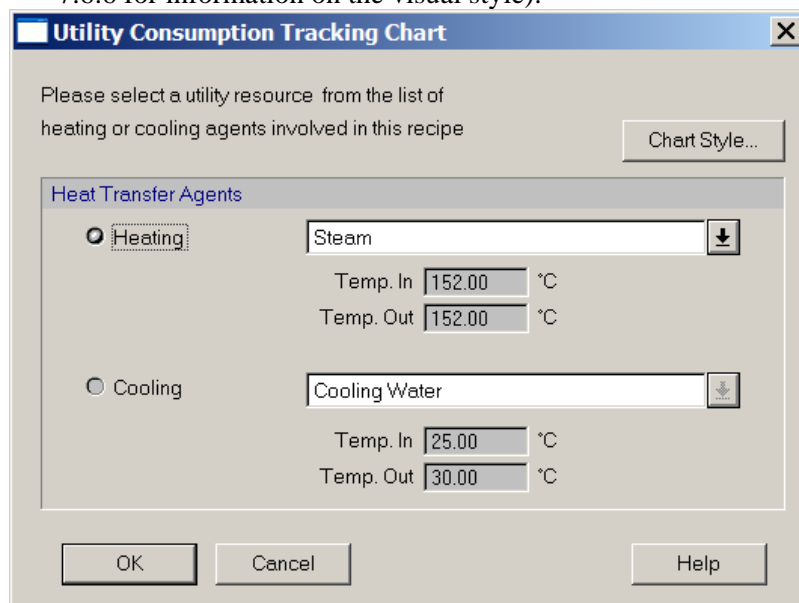 7.8.8 for information on the visual style).
Utility Consumption Tracking Chart
Please select a utility resource from the list of
heating or cooling agents involved in this recipe
Chart Style...
Heat Transfer Agents
Heating Steam
Temp. In 152.00 °C
Temp. Out 152.00 °C
Cooling Cooling Water
Temp. In 25.00 °C
Temp. Out 30.00 °C
OK Cancel Help